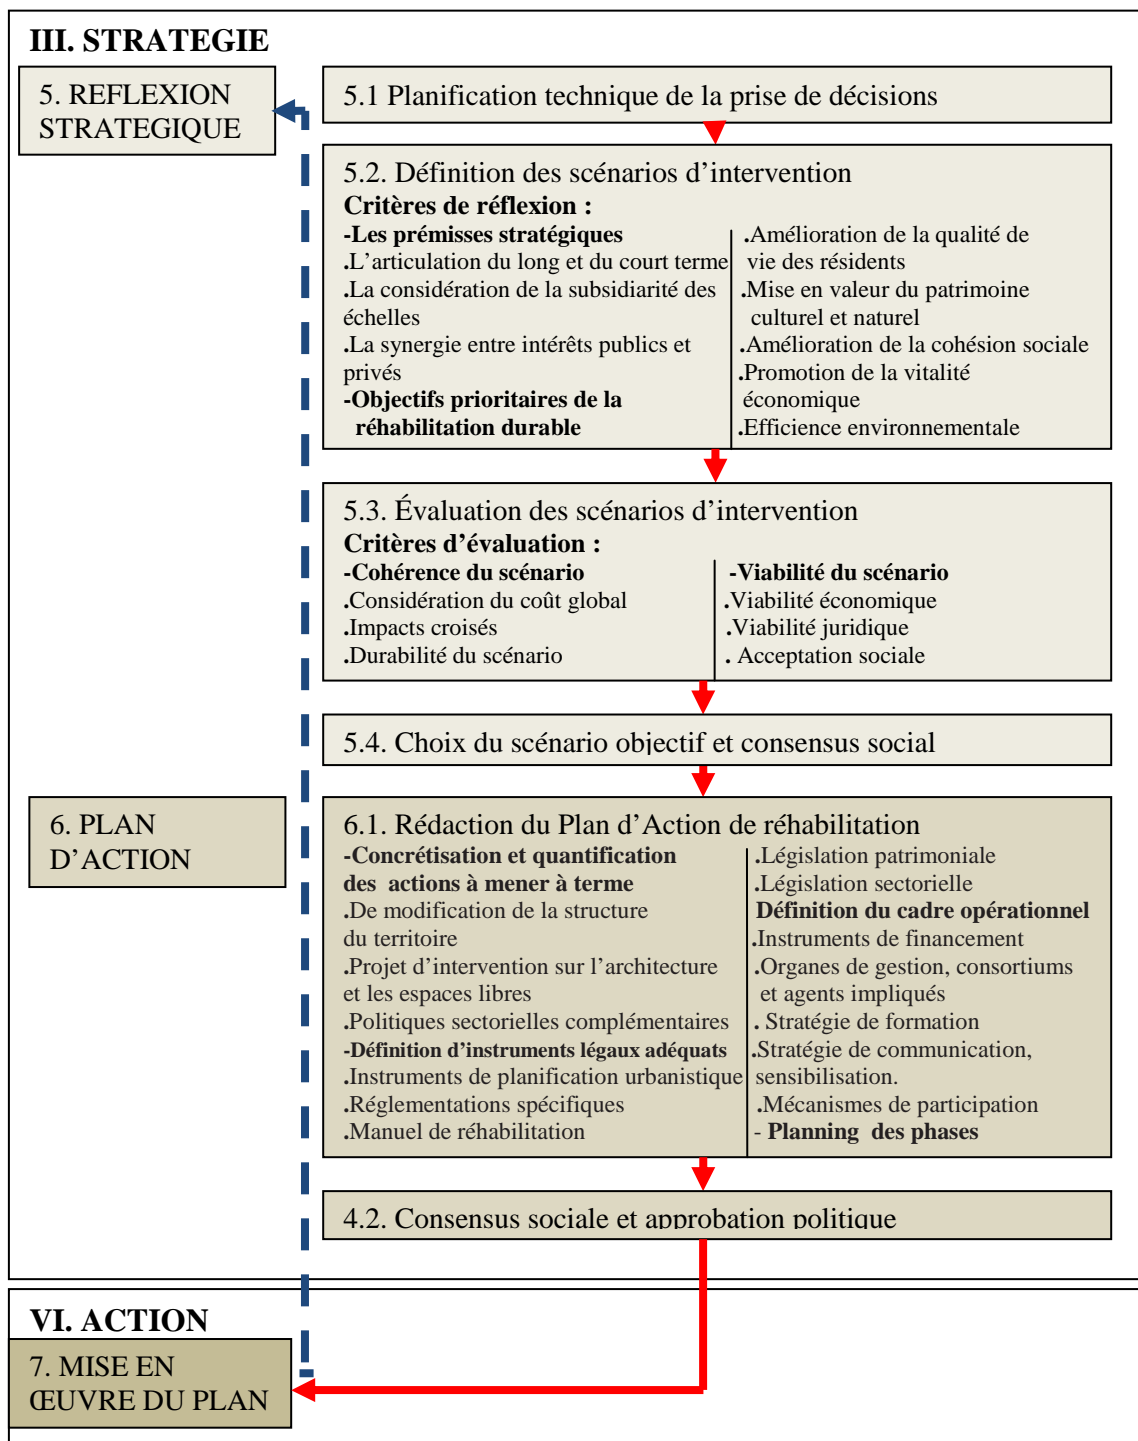 III. STRATEGIE
5. REFLEXION
STRATEGIQUE
5.1 Planification technique de la prise de décisions
5.2. Définition des scénarios d’intervention
Critères de réflexion :
-Les prémisses stratégiques
.L’articulation du long et du court terme
.La considération de la subsidiarité des
échelles
.La synergie entre intérêts publics et
privés
-Objectifs prioritaires de la
réhabilitation durable
.Amélioration de la qualité de
vie des résidents
.Mise en valeur du patrimoine
culturel et naturel
.Amélioration de la cohésion sociale
.Promotion de la vitalité
économique
.Efficience environnementale
5.3. Évaluation des scénarios d’intervention
Critères d’évaluation :
-Cohérence du scénario
.Considération du coût global
.Impacts croisés
.Durabilité du scénario
-Viabilité du scénario
.Viabilité économique
.Viabilité juridique
. Acceptation sociale
5.4. Choix du scénario objectif et consensus social
6. PLAN
D’ACTION
6.1. Rédaction du Plan d’Action de réhabilitation
-Concrétisation et quantification
des actions à mener à terme
.De modification de la structure
du territoire
.Projet d’intervention sur l’architecture
et les espaces libres
.Politiques sectorielles complémentaires
-Définition d’instruments légaux adéquats
.Instruments de planification urbanistique
.Réglementations spécifiques
.Manuel de réhabilitation
.Législation patrimoniale
.Législation sectorielle
Définition du cadre opérationnel
.Instruments de financement
.Organes de gestion, consortiums
et agents impliqués
. Stratégie de formation
.Stratégie de communication,
sensibilisation.
.Mécanismes de participation
- Planning des phases
4.2. Consensus sociale et approbation politique
VI. ACTION
7. MISE EN
ŒUVRE DU PLAN